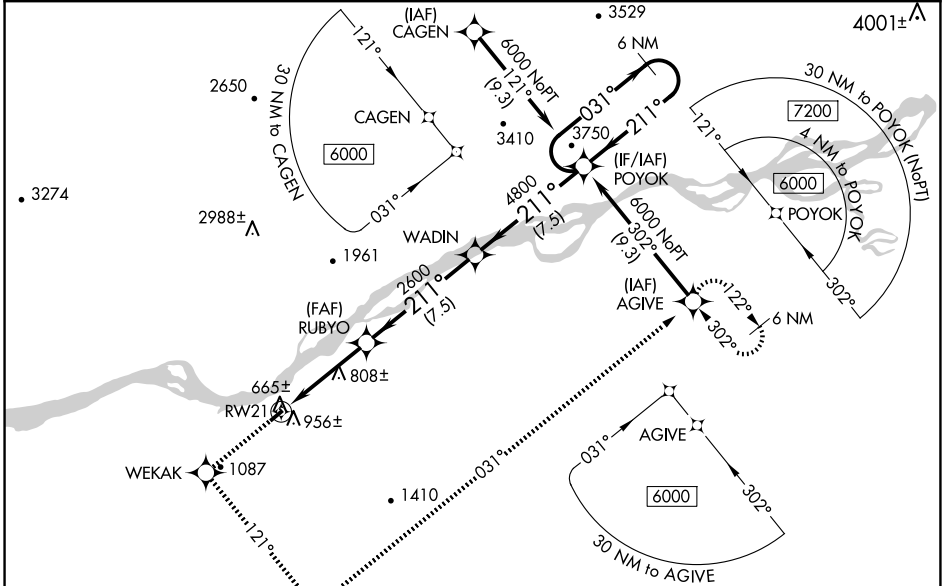 (IAF)
CAGEN
3529
4001±
6 NM
6000 NoPT
121°
(9.3)
121°
30 NM to CAGEN
CAGEN
6000
031°
2650
3410
3750
031°
211°
(IF/IAF)
POYOK
30 NM to POYOK (NoPT)
7200
121°
4 NM to POYOK
6000
POYOK
302°
3274
2988±
1961
4800
211°
(7.5)
WADIN
6000 NoPT
302°
(9.3)
(IAF)
AGIVE
122°
302°
6 NM
2600
211°
(7.5)
(FAF)
RUBYO
808±
665±
RW21
956±
WEKAK
1087
1410
031°
121°
AGIVE
031°
302°
6000
30 NM to AGIVE